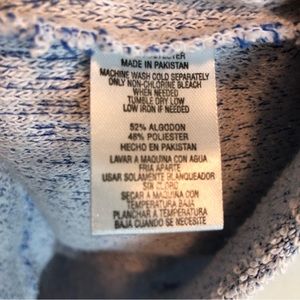 MADE IN PAKISTAN
MACHINE WASH COLD SEPARATELY
ONLY NON-CHLORINE BLEACH
WHEN NEEDED
TUMBLE DRY LOW
LOW IRON IF NEEDED
52% ALGODON
48% POLIESTER
HECHO EN PAKISTAN
LAVAR A MAQUINA CON AGUA
FRIA APARTE
USAR SOLAMENTE BLANQUEADOR
SIN CLORO
SECAR A MAQUINA A TEMPERATURA
BAJA
PLANCHAR A TEMPERATURA
BAJA CUANDO SE NECESITE